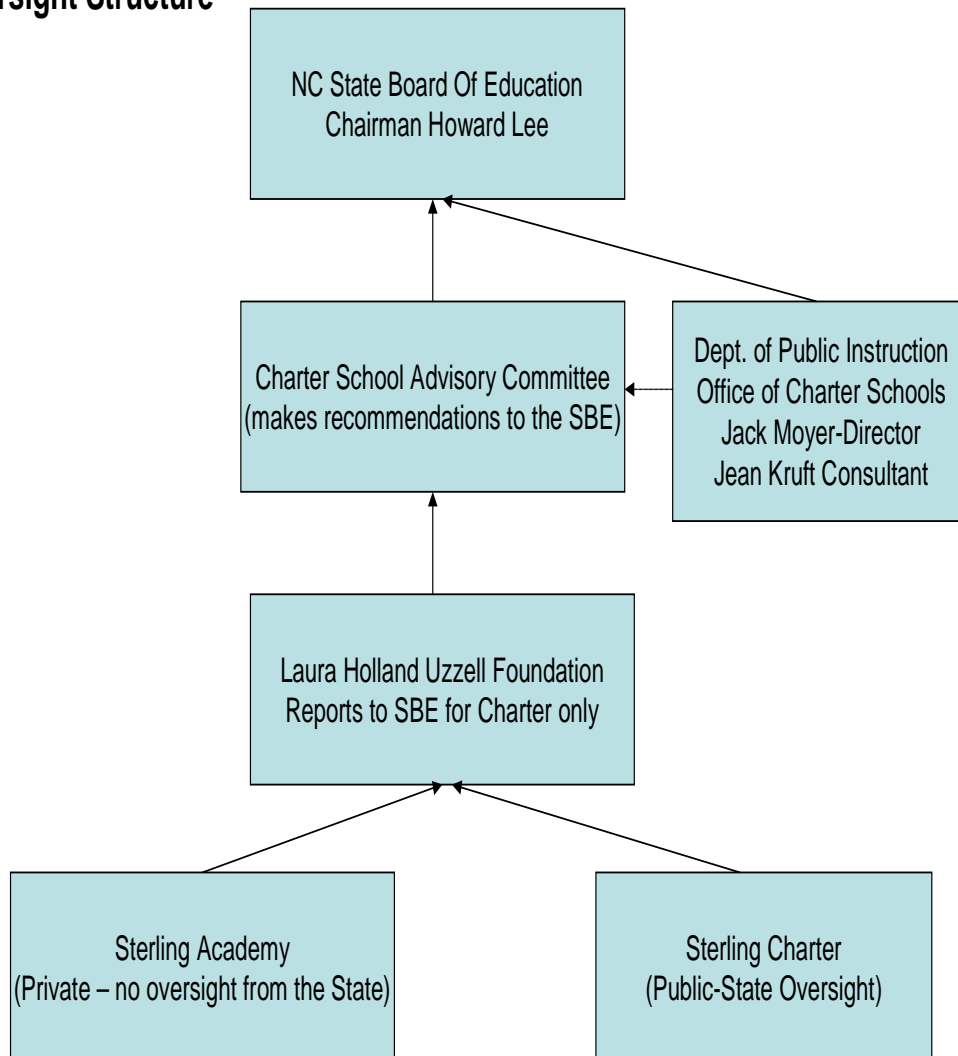 Structure
NC State Board Of Education
Chairman Howard Lee
Charter School Advisory Committee
(makes recommendations to the SBE)
Dept. of Public Instruction
Office of Charter Schools
Jack Moyer-Director
Jean Kruft Consultant
Laura Holland Uzzell Foundation
Reports to SBE for Charter only
Sterling Academy
(Private – no oversight from the State)
Sterling Charter
(Public-State Oversight)